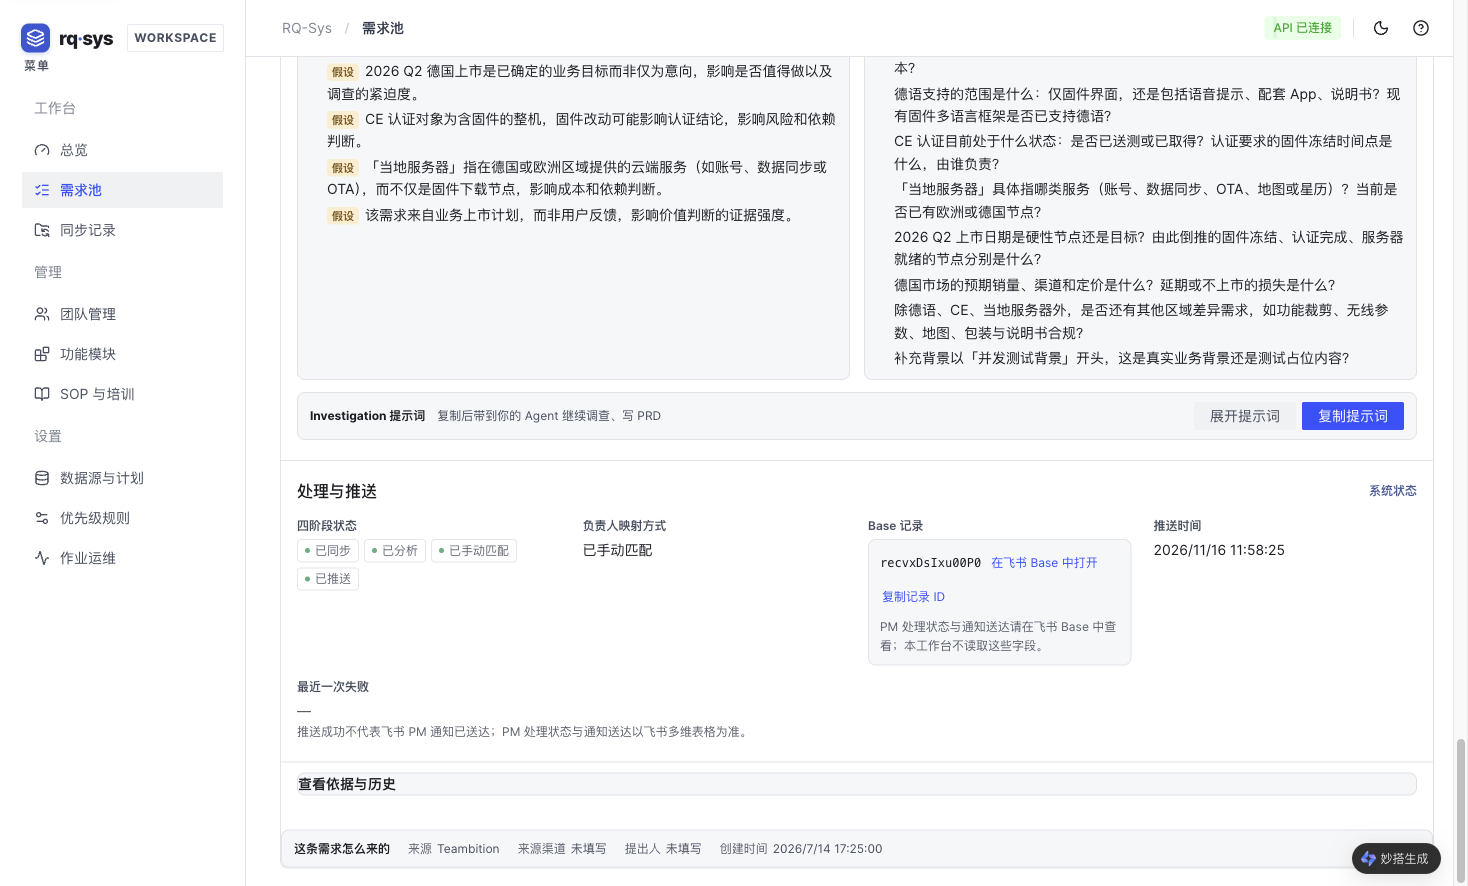 rq·sys
WORKSPACE
菜单
工作台
总览
需求池
同步记录
管理
团队管理
功能模块
SOP 与培训
设置
数据源与计划
优先级规则
作业运维
RQ-Sys / 需求池
API 已连接
假设 2026 Q2 德国上市是已确定的业务目标而非仅为意向，影响是否值得做以及
调查的紧迫度。
假设 CE 认证对象为含固件的整机，固件改动可能影响认证结论，影响风险和依赖
判断。
假设 「当地服务器」指在德国或欧洲区域提供的云端服务（如账号、数据同步或
OTA），而不仅是固件下载节点，影响成本和依赖判断。
假设 该需求来自业务上市计划，而非用户反馈，影响价值判断的证据强度。
本？
德语支持的范围是什么：仅固件界面，还是包括语音提示、配套 App、说明书？现
有固件多语言框架是否已支持德语？
CE 认证目前处于什么状态：是否已送测或已取得？认证要求的固件冻结时间点是
什么，由谁负责？
「当地服务器」具体指哪类服务（账号、数据同步、OTA、地图或星历）？当前是
否已有欧洲或德国节点？
2026 Q2 上市日期是硬性节点还是目标？由此倒推的固件冻结、认证完成、服务器
就绪的节点分别是什么？
德国市场的预期销量、渠道和定价是什么？延期或不上市的损失是什么？
除德语、CE、当地服务器外，是否还有其他区域差异需求，如功能裁剪、无线参
数、地图、包装与说明书合规？
补充背景以「并发测试背景」开头，这是真实业务背景还是测试占位内容？
Investigation 提示词 复制后带到你的 Agent 继续调查、写 PRD
展开提示词
复制提示词
处理与推送
系统状态
四阶段状态
已同步
已分析
已手动匹配
已推送
负责人映射方式
已手动匹配
Base 记录
recvxDsIxu00P0 在飞书 Base 中打开
复制记录 ID
PM 处理状态与通知送达请在飞书 Base 中查
看；本工作台不读取这些字段。
推送时间
2026/11/16 11:58:25
最近一次失败
—
推送成功不代表飞书 PM 通知已送达；PM 处理状态与通知送达以飞书多维表格为准。
查看依据与历史
这条需求怎么来的 来源 Teambition 来源渠道 未填写 提出人 未填写 创建时间 2026/7/14 17:25:00
妙搭生成